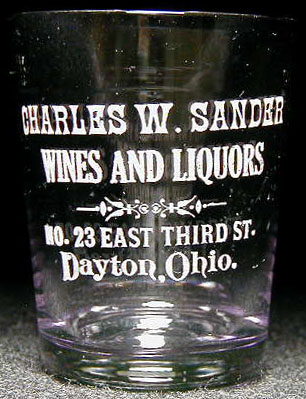 CHARLES W. SANDER
WINES AND LIQUORS
NO. 23 EAST THIRD ST.
Dayton, Ohio.